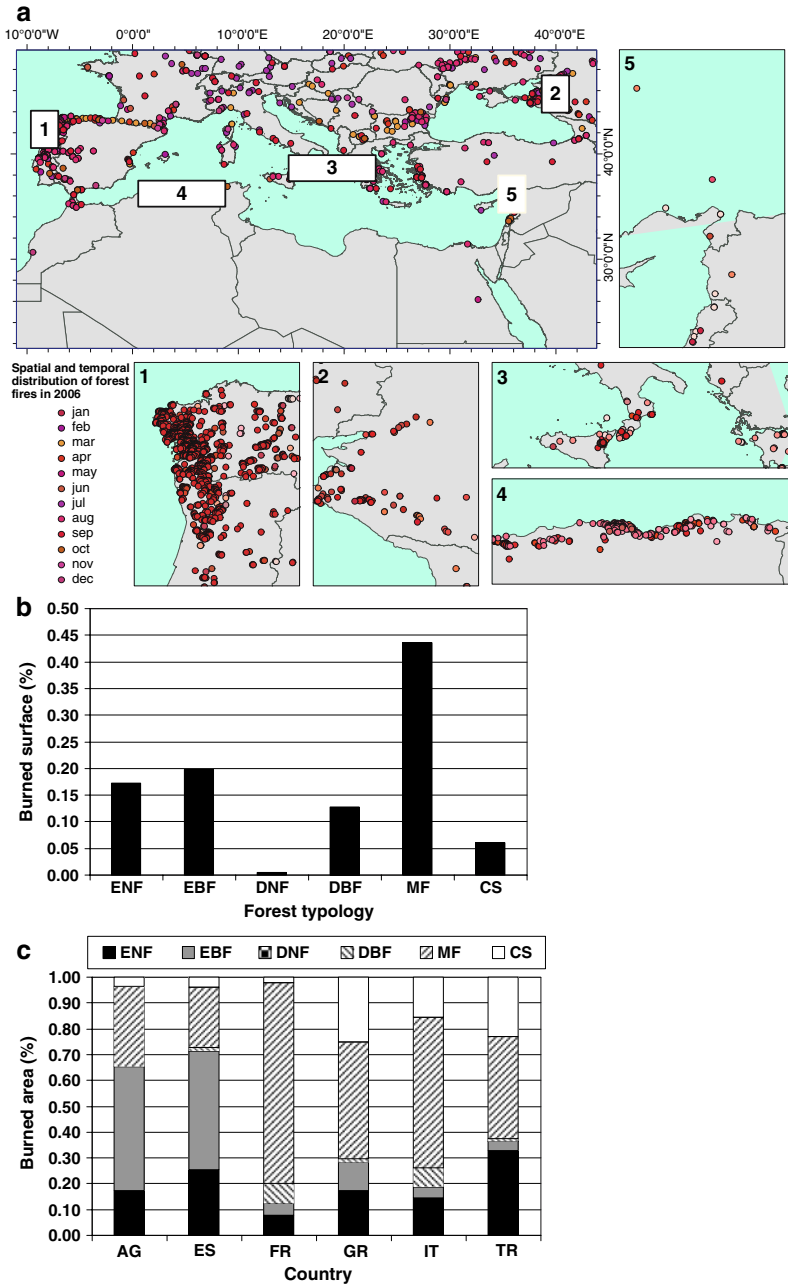 a
10°0'0"W 0°0'0" 10°0'0"E 20°0'0"E 30°0'0"E 40°0'0"E
1
2
3
4
5
40°0'0"N
30°0'0"N
5
Spatial and temporal
distribution of forest
fires in 2006
jan
feb
mar
apr
may
jun
jul
aug
sep
oct
nov
dec
1
2
3
4
b
Burned surface (%)
0.50
0.45
0.40
0.35
0.30
0.25
0.20
0.15
0.10
0.05
0.00
ENF EBF DNF DBF MF CS
Forest typology
c
ENF EBF DNF DBF MF CS
Burned area (%)
1.00
0.90
0.80
0.70
0.60
0.50
0.40
0.30
0.20
0.10
0.00
AG ES FR GR IT TR
Country